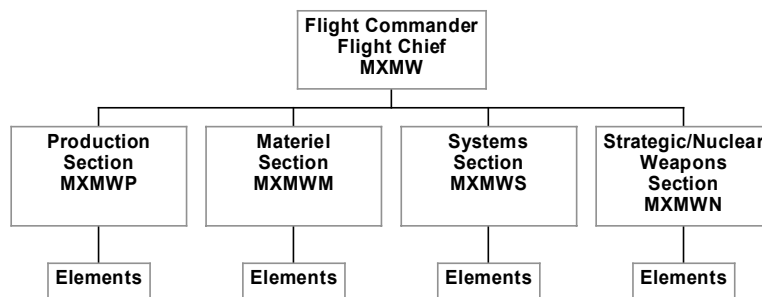 Flight Commander
Flight Chief
MXMW
Production
Section
MXMWP
Materiel
Section
MXMWM
Systems
Section
MXMWS
Strategic/Nuclear
Weapons
Section
MXMWN
Elements
Elements
Elements
Elements